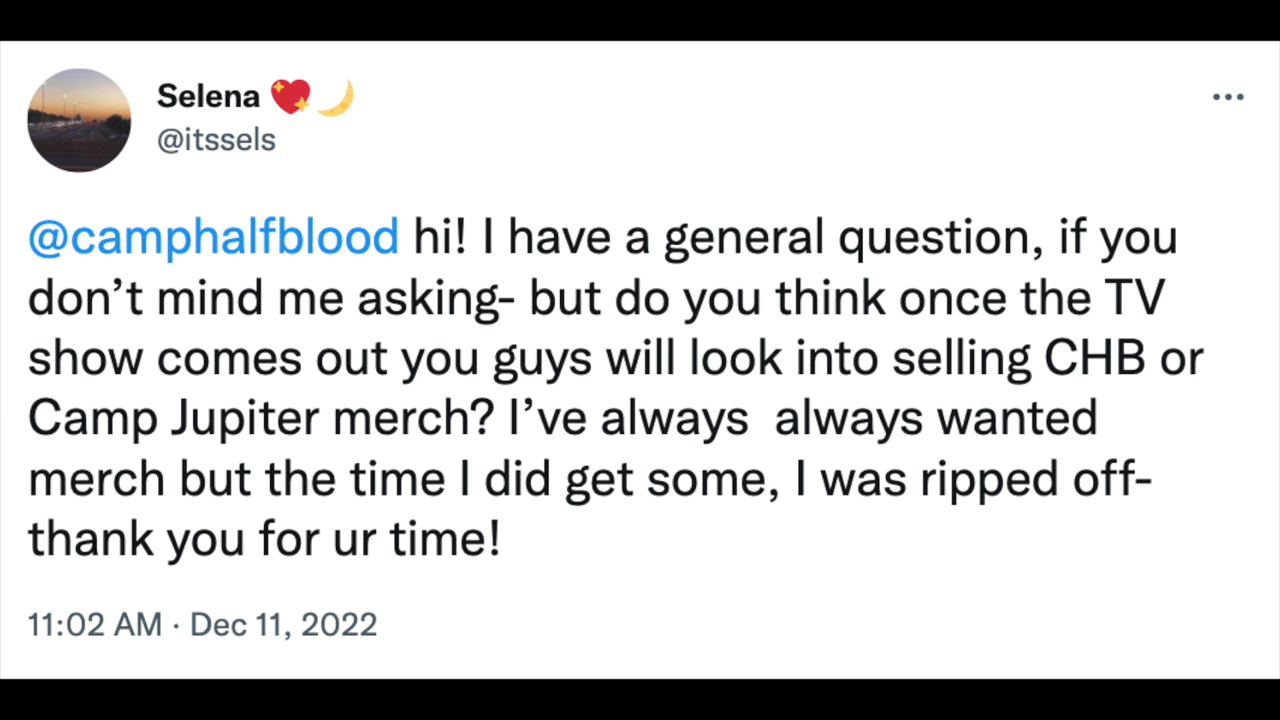 Selena 💖🌙
@itssels
@camphalfblood hi! I have a general question, if you
don’t mind me asking- but do you think once the TV
show comes out you guys will look into selling CHB or
Camp Jupiter merch? I’ve always  always wanted
merch but the time I did get some, I was ripped off-
thank you for ur time!
11:02 AM · Dec 11, 2022